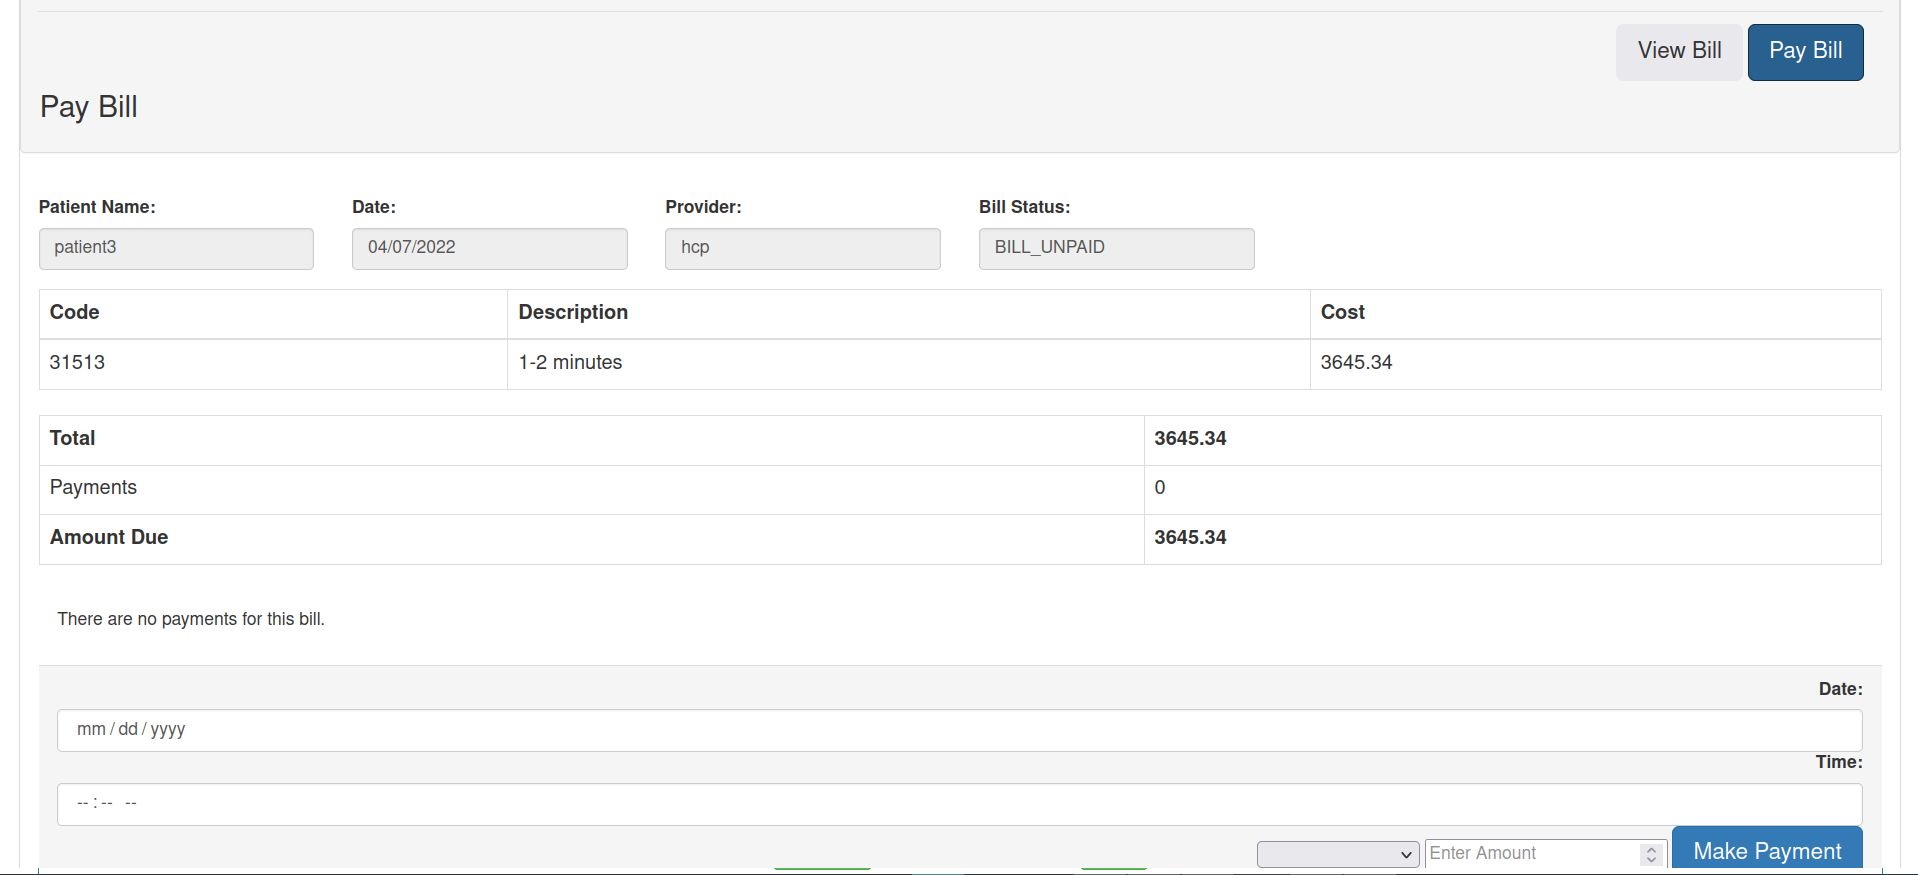 View Bill Pay Bill
Pay Bill
Patient Name: Date: Provider: Bill Status:
patient3 04/07/2022 hcp BILL_UNPAID
Code Description Cost
31513 1-2 minutes 3645.34
Total 3645.34
Payments 0
Amount Due 3645.34
There are no payments for this bill.
Date:
mm / dd / yyyy
Time:
-- : -- --
Enter Amount Make Payment